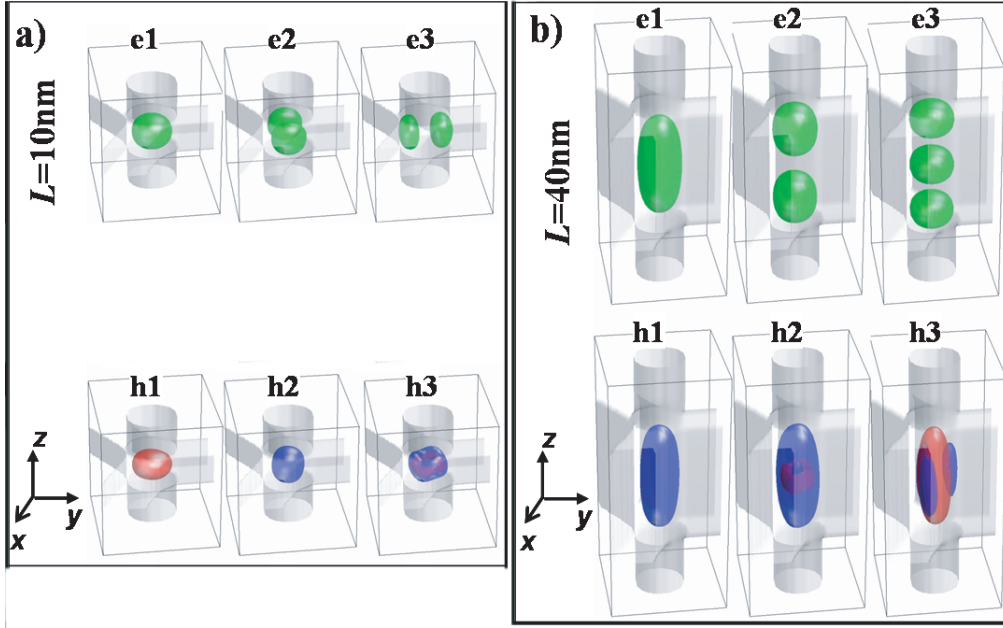 a)
e1 e2 e3
L=10nm
h1 h2 h3
z
y
x
b)
e1 e2 e3
L=40nm
h1 h2 h3
z
y
x